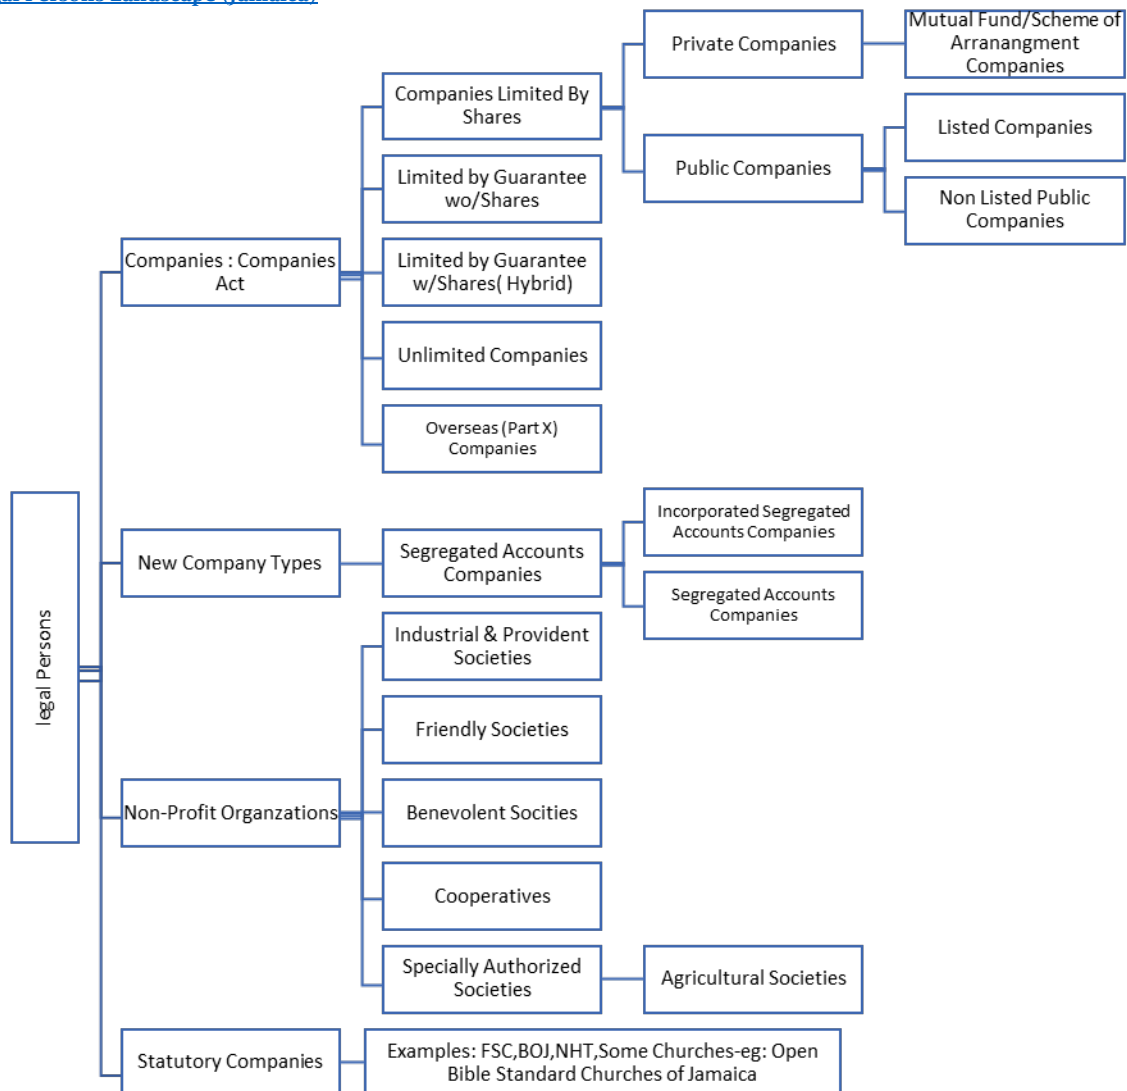 Persons Landscape (Jamaica)
Private Companies
Mutual Fund/Scheme of
Arranangment
Companies
Companies Limited By
Shares
Listed Companies
Public Companies
Limited by Guarantee
wo/Shares
Non Listed Public
Companies
Companies : Companies
Act
Limited by Guarantee
w/Shares( Hybrid)
Unlimited Companies
Overseas (Part X)
Companies
Incorporated Segregated
Accounts Companies
New Company Types
Segregated Accounts
Companies
Segregated Accounts
Companies
legal Persons
Industrial & Provident
Societies
Friendly Societies
Non-Profit Organzations
Benevolent Socities
Cooperatives
Specially Authorized
Societies
Agricultural Societies
Statutory Companies
Examples: FSC,BOJ,NHT,Some Churches-eg: Open
Bible Standard Churches of Jamaica